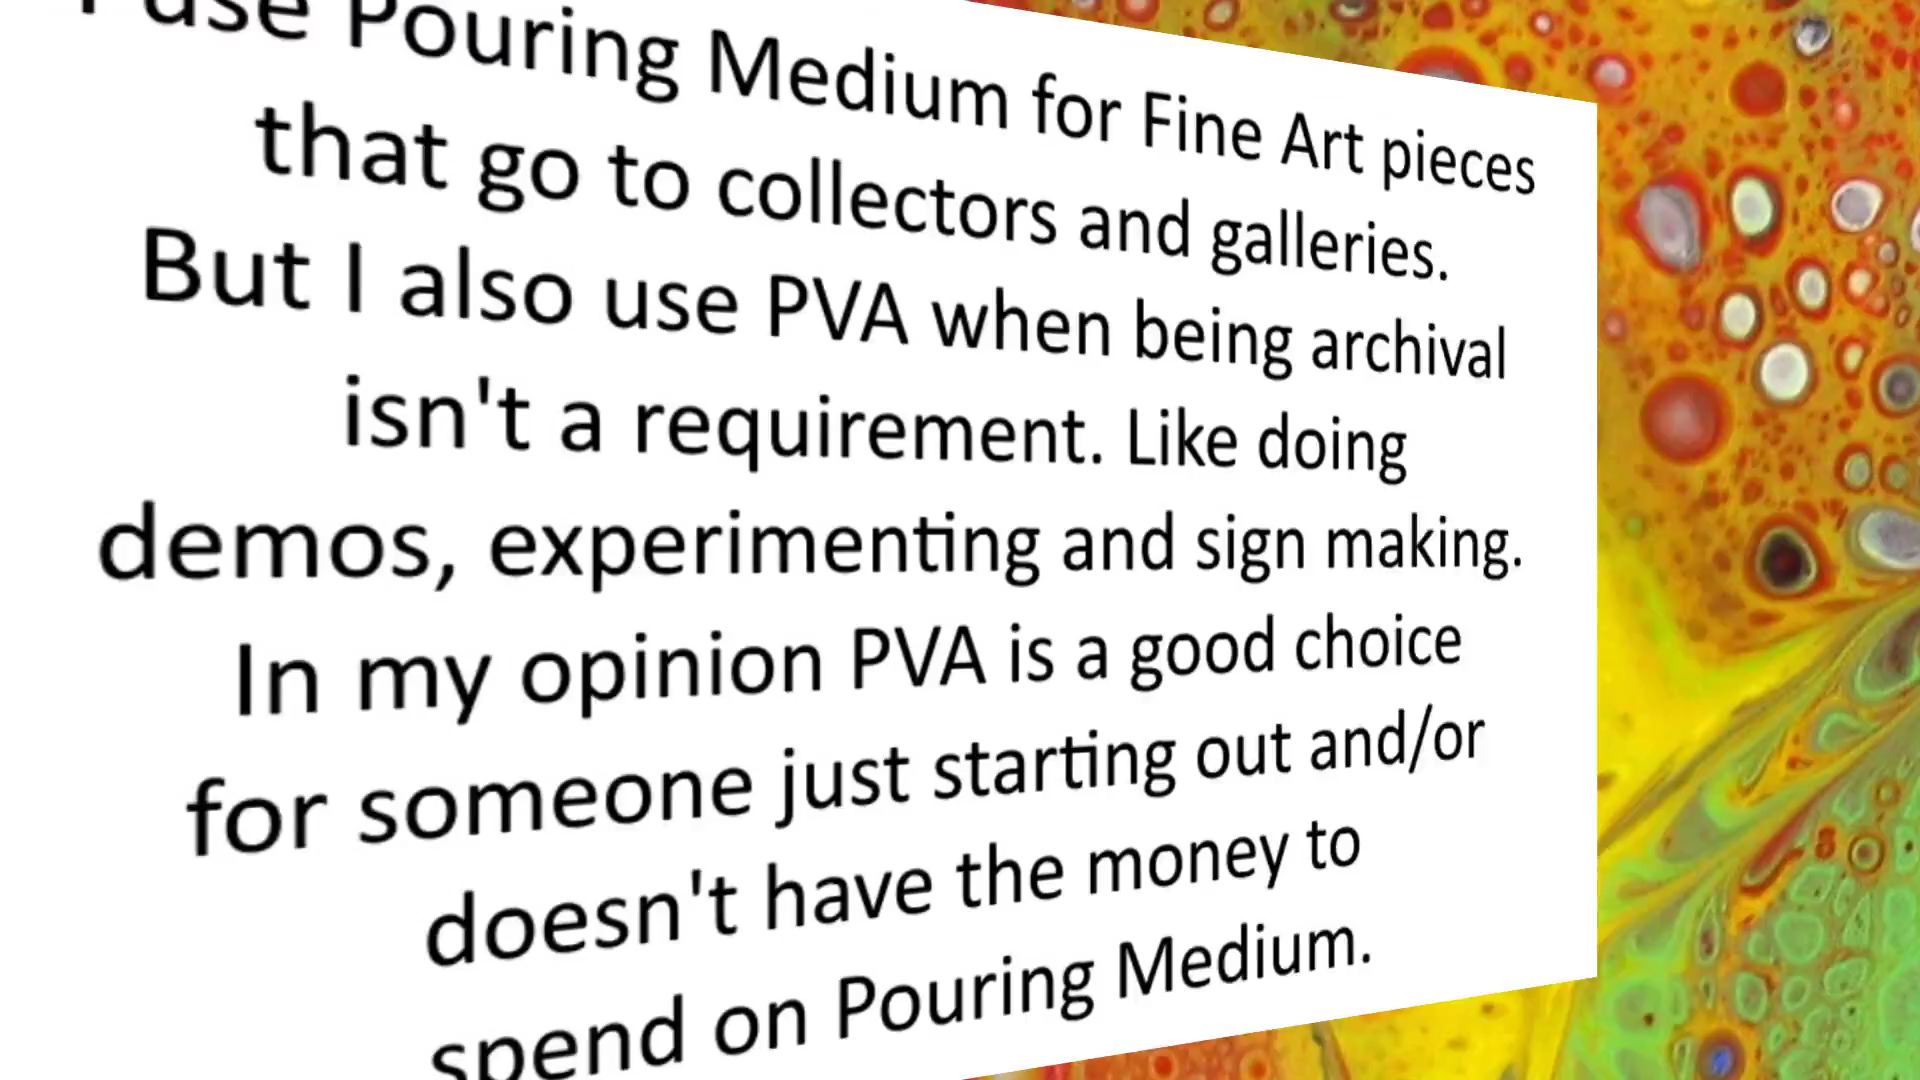 I use Pouring Medium for Fine Art pieces
that go to collectors and galleries.
But I also use PVA when being archival
isn't a requirement. Like doing
demos, experimenting and sign making.
In my opinion PVA is a good choice
for someone just starting out and/or
doesn't have the money to
spend on Pouring Medium.